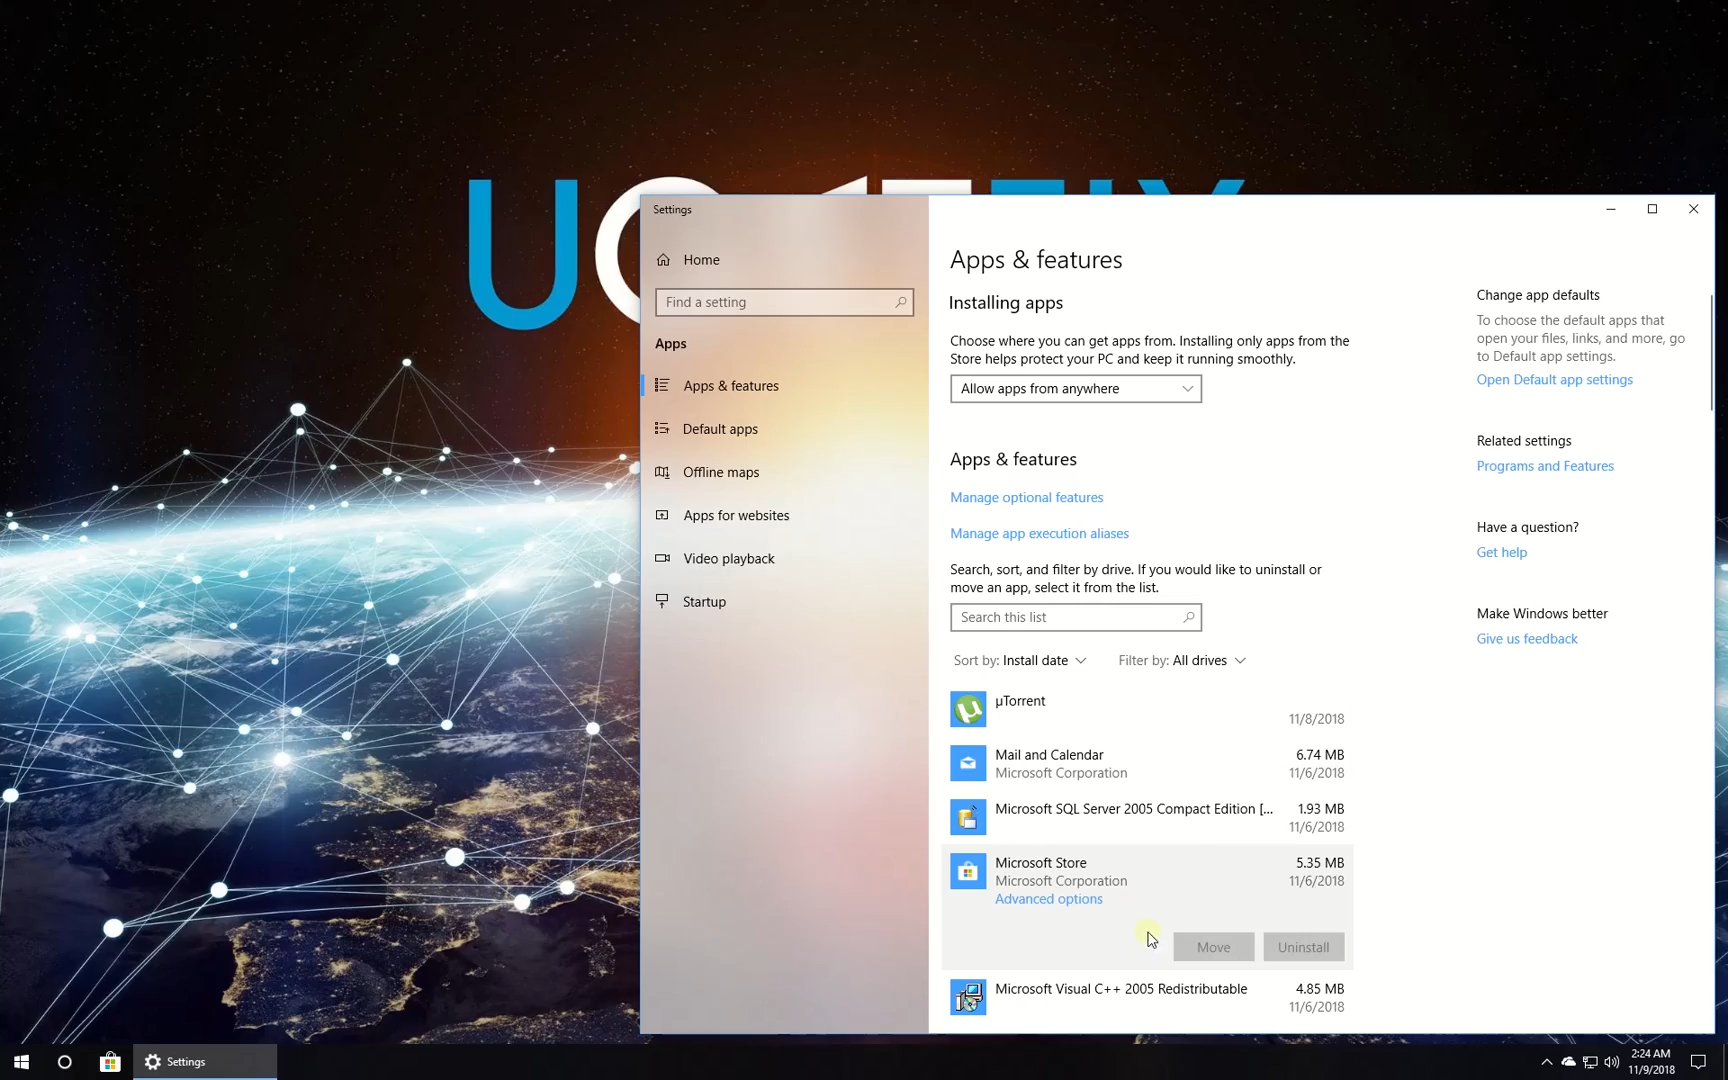 Settings
Home
Find a setting
Apps
Apps & features
Default apps
Offline maps
Apps for websites
Video playback
Startup
Apps & features
Installing apps
Choose where you can get apps from. Installing only apps from the
Store helps protect your PC and keep it running smoothly.
Allow apps from anywhere
Apps & features
Manage optional features
Manage app execution aliases
Search, sort, and filter by drive. If you would like to uninstall or
move an app, select it from the list.
Search this list
Sort by: Install date
Filter by: All drives
µTorrent
11/8/2018
Mail and Calendar
6.74 MB
Microsoft Corporation
11/6/2018
Microsoft SQL Server 2005 Compact Edition [...
1.93 MB
11/6/2018
Microsoft Store
5.35 MB
Microsoft Corporation
11/6/2018
Advanced options
Move
Uninstall
Microsoft Visual C++ 2005 Redistributable
4.85 MB
11/6/2018
Change app defaults
To choose the default apps that
open your files, links, and more, go
to Default app settings.
Open Default app settings
Related settings
Programs and Features
Have a question?
Get help
Make Windows better
Give us feedback
Settings
2:24 AM
11/9/2018